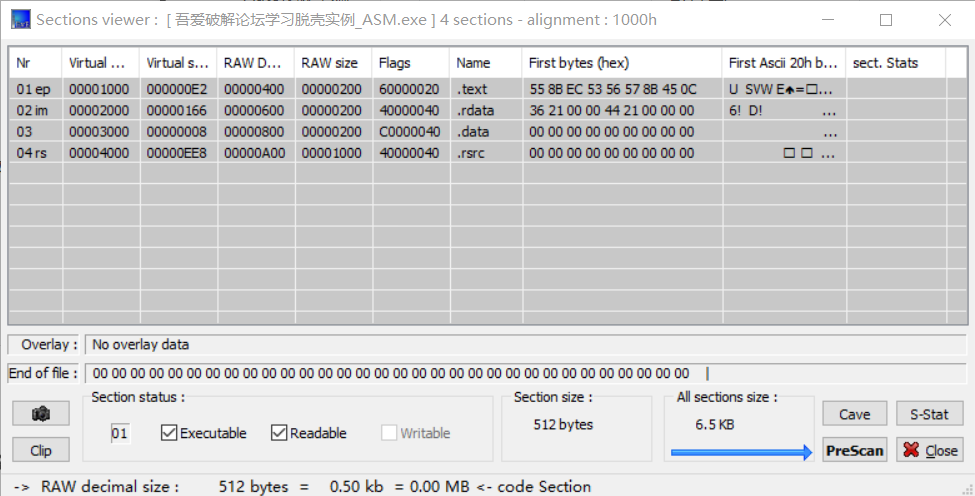 Sections viewer : [ 吾爱破解论坛学习脱壳实例_ASM.exe ] 4 sections - alignment : 1000h
Nr Virtual ... Virtual s... RAW D... RAW size Flags Name First bytes (hex) First Ascii 20h b... sect. Stats
01 ep 00001000 000000E2 00000400 00000200 60000020 .text 55 8B EC 53 56 57 8B 45 0C U SVW E♠=□...
02 im 00002000 00000166 00000600 00000200 40000040 .rdata 36 21 00 00 44 21 00 00 00 6! D! ...
03 00003000 00000008 00000800 00000200 C0000040 .data 00 00 00 00 00 00 00 00 00 ...
04 rs 00004000 00000EE8 00000A00 00001000 40000040 .rsrc 00 00 00 00 00 00 00 00 00 □ □ ...
Overlay : No overlay data
End of file : 00 00 00 00 00 00 00 00 00 00 00 00 00 00 00 00 00 00 00 00 00 00 00 00 00 00 00 00 00 00 00 00 |
Section status : Section size : All sections size :
01 Executable Readable Writable 512 bytes 6.5 KB Cave S-Stat
Clip PreScan Close
-> RAW decimal size : 512 bytes = 0.50 kb = 0.00 MB <- code Section